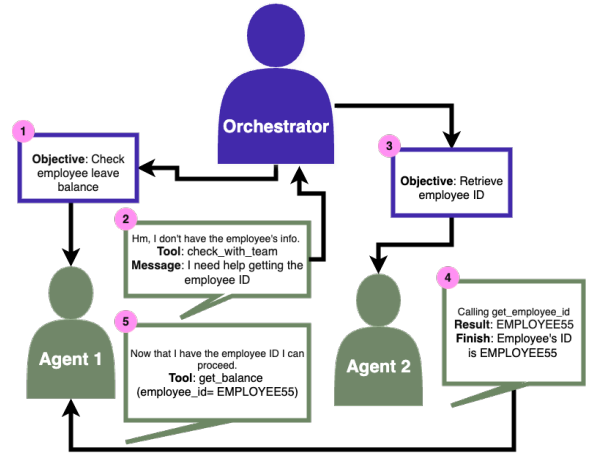 Orchestrator
1
Objective: Check
employee leave
balance
2
Hm, I don't have the employee's info.
Tool: check_with_team
Message: I need help getting the
employee ID
3
Objective: Retrieve
employee ID
4
Calling get_employee_id
Result: EMPLOYEE55
Finish: Employee's ID
is EMPLOYEE55
5
Now that I have the employee ID I can
proceed.
Tool: get_balance
(employee_id= EMPLOYEE55)
Agent 1
Agent 2